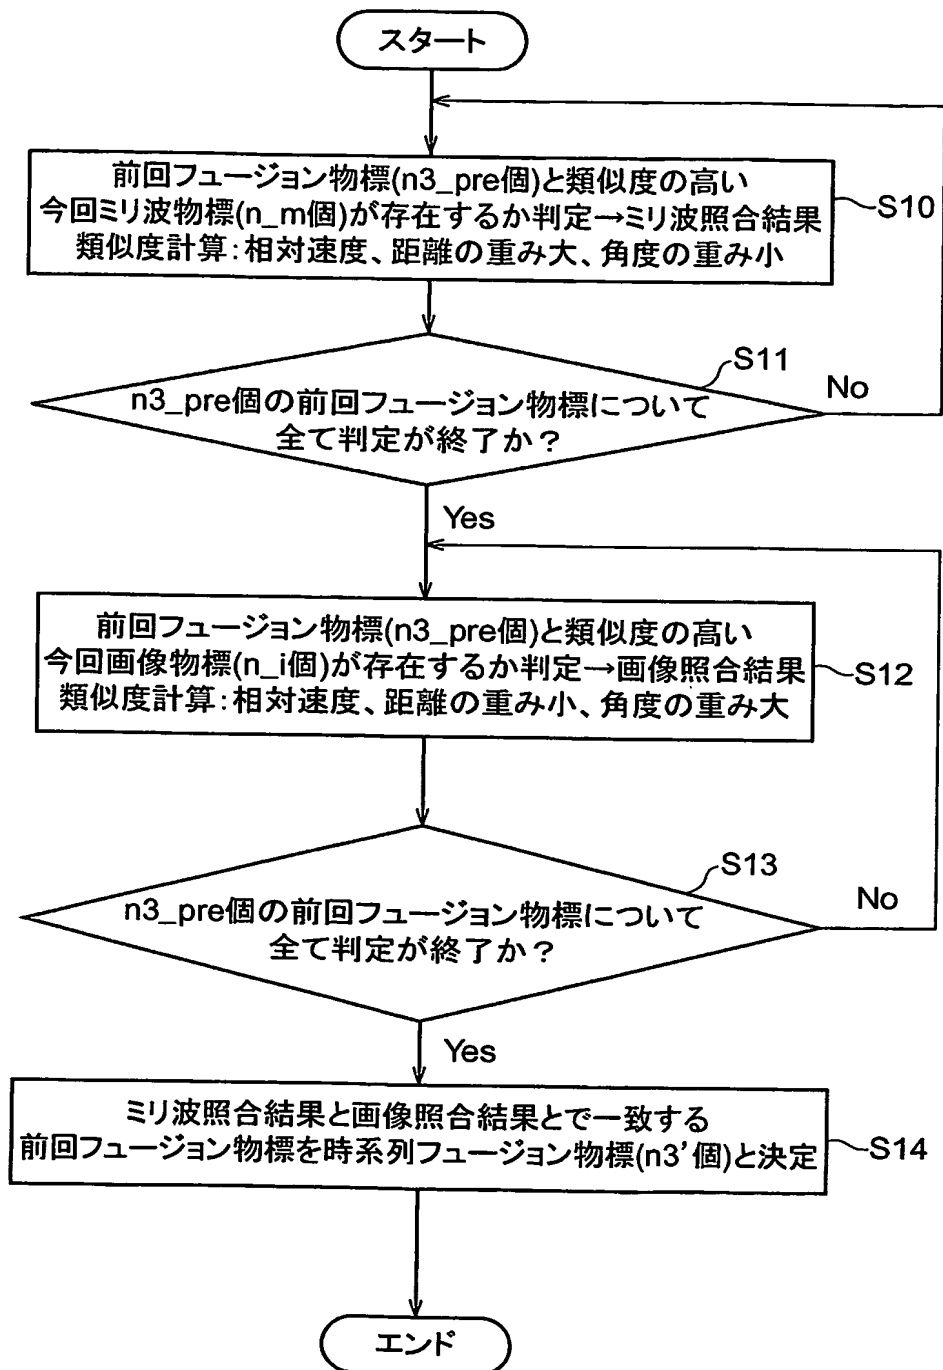 スタート
前回フュージョン物標(n3_pre個)と類似度の高い
今回ミリ波物標(n_m個)が存在するか判定→ミリ波照合結果
類似度計算:相対速度、距離の重み大、角度の重み小
S10
S11
n3_pre個の前回フュージョン物標について
全て判定が終了か?
No
Yes
前回フュージョン物標(n3_pre個)と類似度の高い
今回画像物標(n_i個)が存在するか判定→画像照合結果
類似度計算:相対速度、距離の重み小、角度の重み大
S12
S13
n3_pre個の前回フュージョン物標について
全て判定が終了か?
No
Yes
ミリ波照合結果と画像照合結果とで一致する
前回フュージョン物標を時系列フュージョン物標(n3'個)と決定
S14
エンド